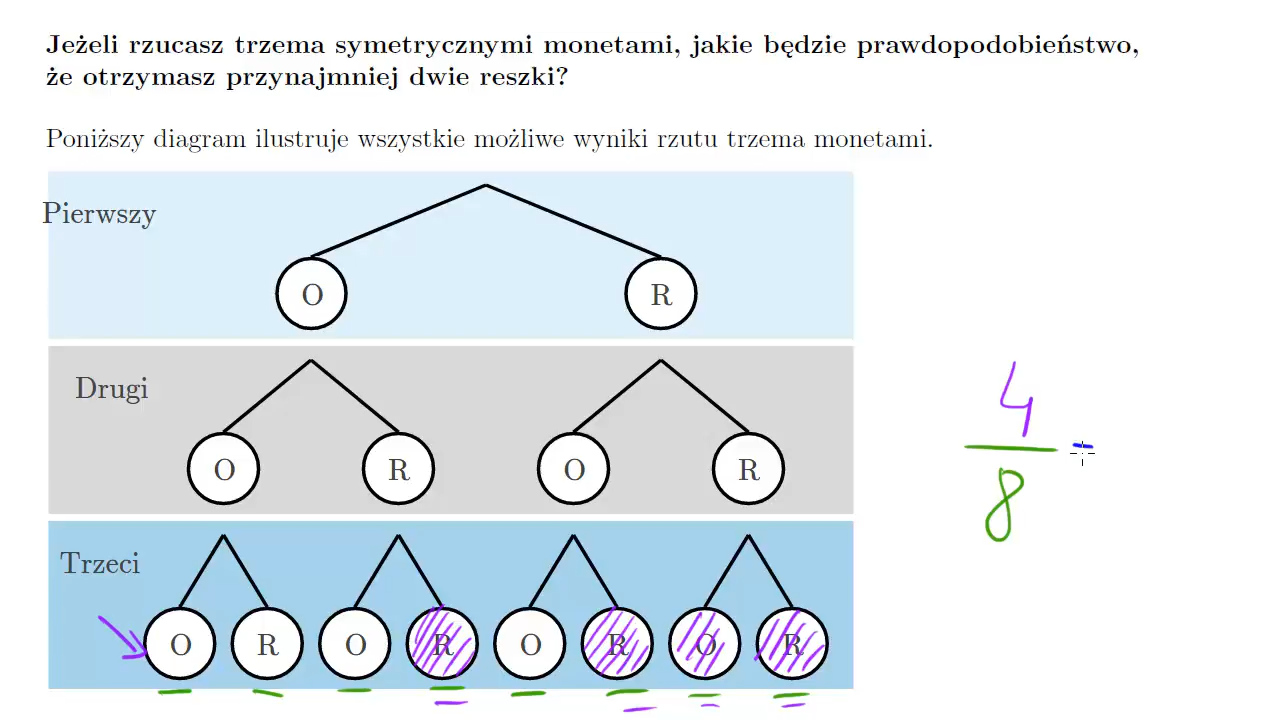 Jeżeli rzucasz trzema symetrycznymi monetami, jakie będzie prawdopodobieństwo,
że otrzymasz przynajmniej dwie reszki?
Poniższy diagram ilustruje wszystkie możliwe wyniki rzutu trzema monetami.
Pierwszy
O R
Drugi
O R O R
4
=
8
Trzeci
O R O R O R O R